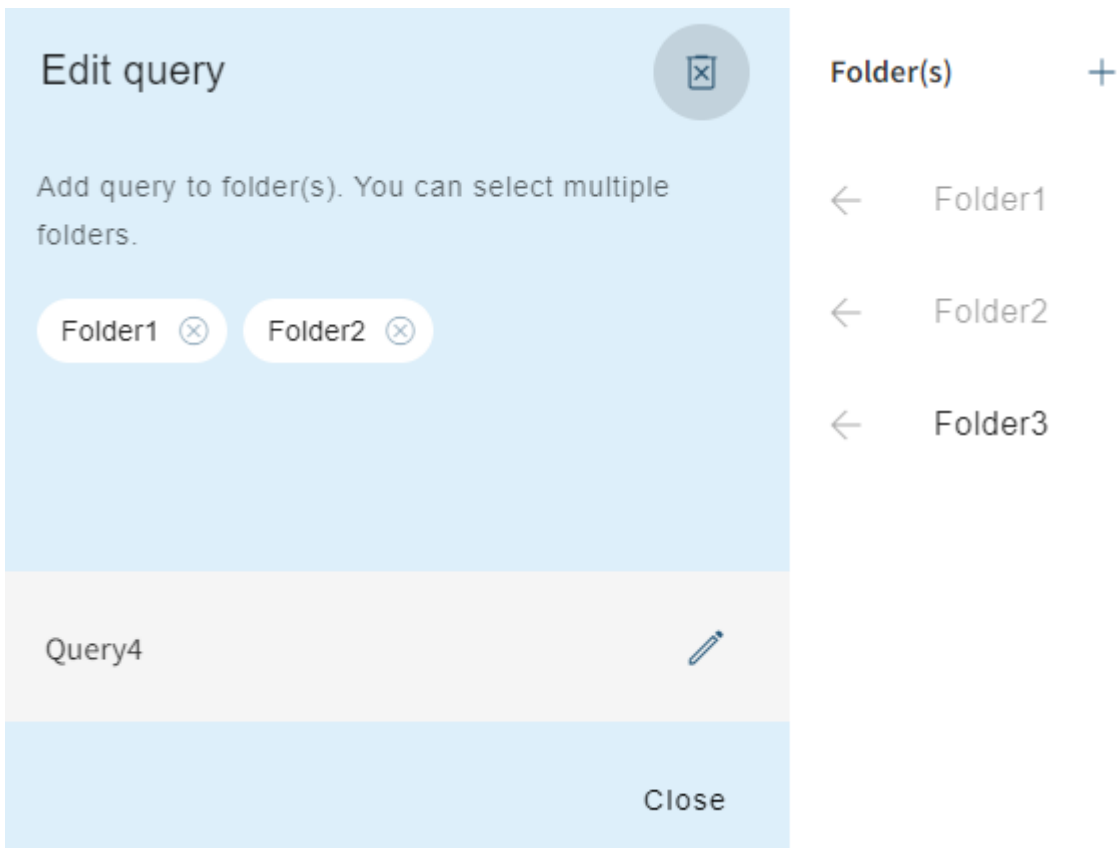 Edit query
Add query to folder(s). You can select multiple
folders.
Folder1
Folder2
Query4
Close
Folder(s)
Folder1
Folder2
Folder3